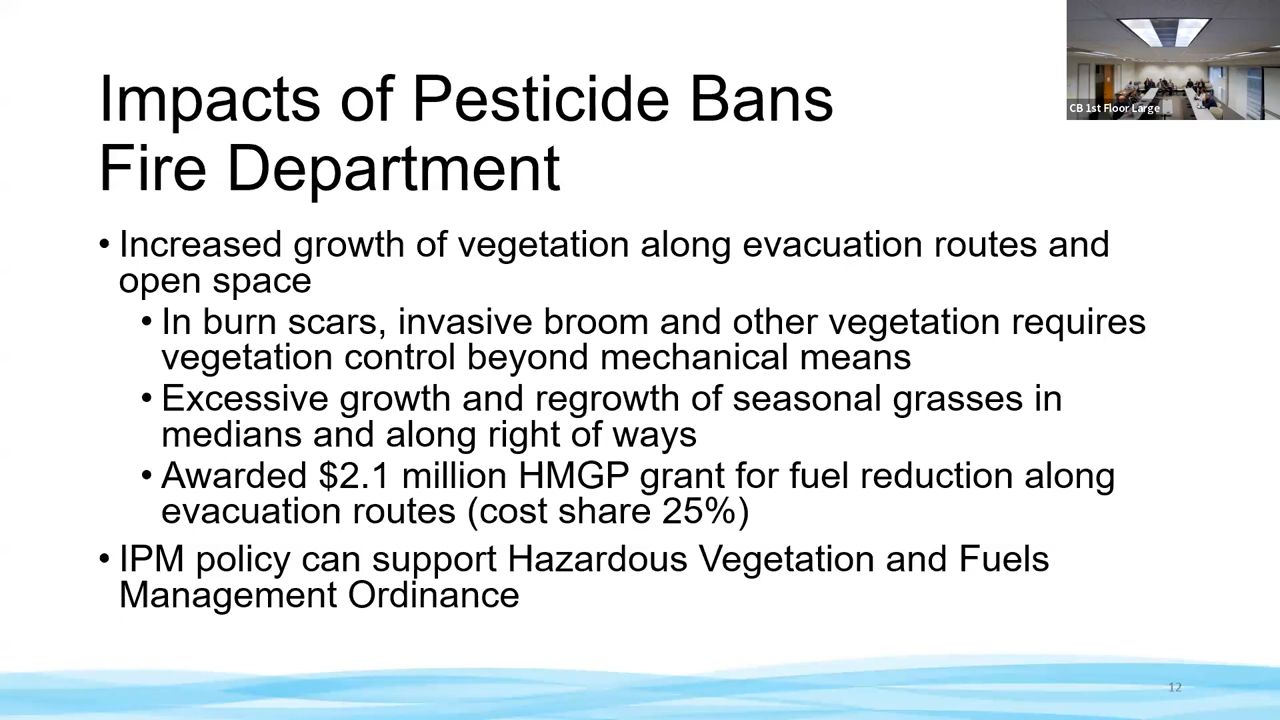 CB 1st Floor Large
Impacts of Pesticide Bans
Fire Department
• Increased growth of vegetation along evacuation routes and
open space
• In burn scars, invasive broom and other vegetation requires
vegetation control beyond mechanical means
• Excessive growth and regrowth of seasonal grasses in
medians and along right of ways
• Awarded $2.1 million HMGP grant for fuel reduction along
evacuation routes (cost share 25%)
• IPM policy can support Hazardous Vegetation and Fuels
Management Ordinance
12